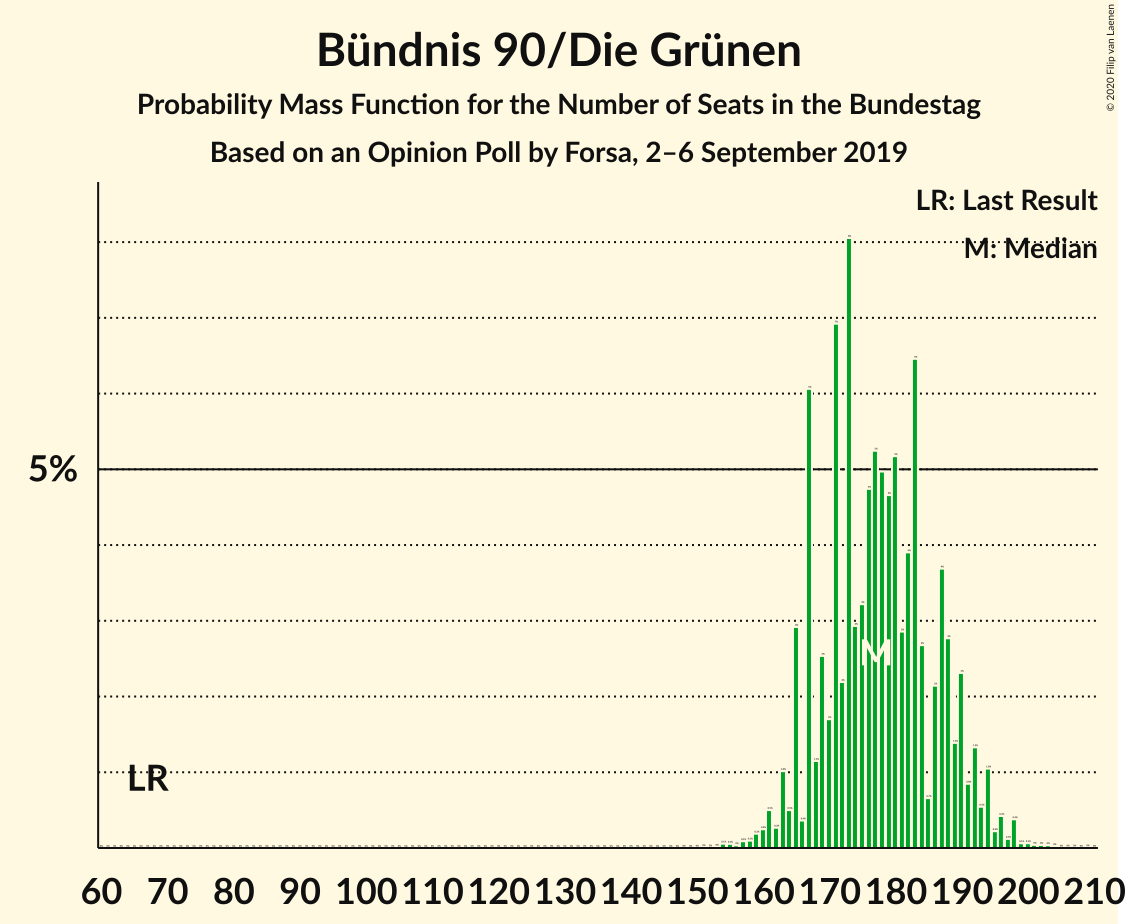 Bündnis 90/Die Grünen
Probability Mass Function for the Number of Seats in the Bundestag
Based on an Opinion Poll by Forsa, 2–6 September 2019
© 2020 Filip van Laenen
LR: Last Result
M: Median
5%
M
LR
60 70 80 90 100 110 120 130 140 150 160 170 180 190 200 210